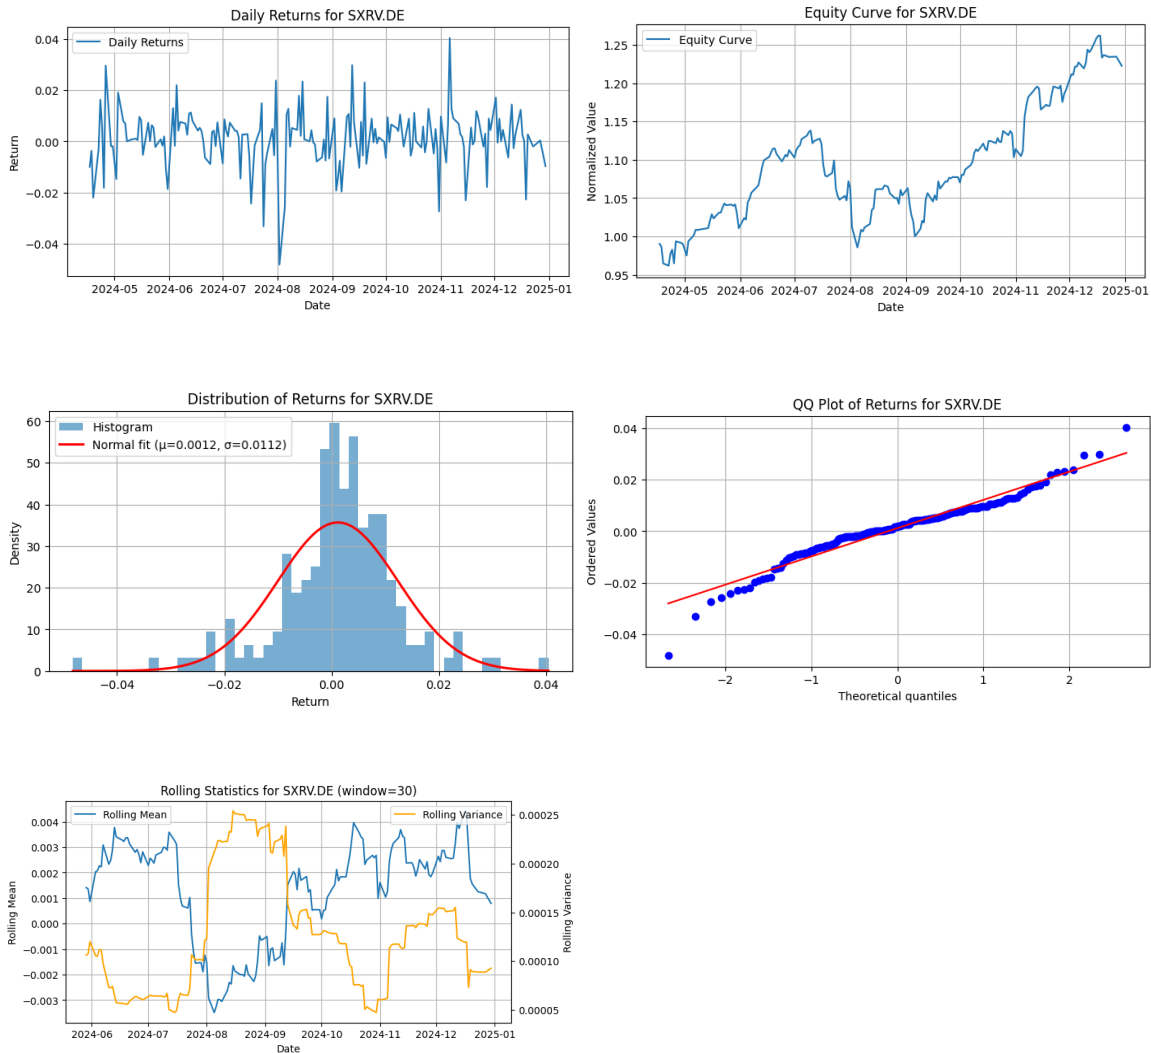 Daily Returns for SXRV.DE
Daily Returns
0.04
0.02
0.00
−0.02
−0.04
Return
2024-05 2024-06 2024-07 2024-08 2024-09 2024-10 2024-11 2024-12 2025-01
Date
Equity Curve for SXRV.DE
Equity Curve
1.25
1.20
1.15
1.10
1.05
1.00
0.95
Normalized Value
2024-05 2024-06 2024-07 2024-08 2024-09 2024-10 2024-11 2024-12 2025-01
Date
Distribution of Returns for SXRV.DE
Histogram
Normal fit (μ=0.0012, σ=0.0112)
60
50
40
30
20
10
0
Density
−0.04 −0.02 0.00 0.02 0.04
Return
QQ Plot of Returns for SXRV.DE
0.04
0.02
0.00
−0.02
−0.04
Ordered Values
−2 −1 0 1 2
Theoretical quantiles
Rolling Statistics for SXRV.DE (window=30)
Rolling Mean
Rolling Variance
0.004
0.003
0.002
0.001
0.000
−0.001
−0.002
−0.003
Rolling Mean
0.00025
0.00020
0.00015
0.00010
0.00005
Rolling Variance
2024-06 2024-07 2024-08 2024-09 2024-10 2024-11 2024-12 2025-01
Date